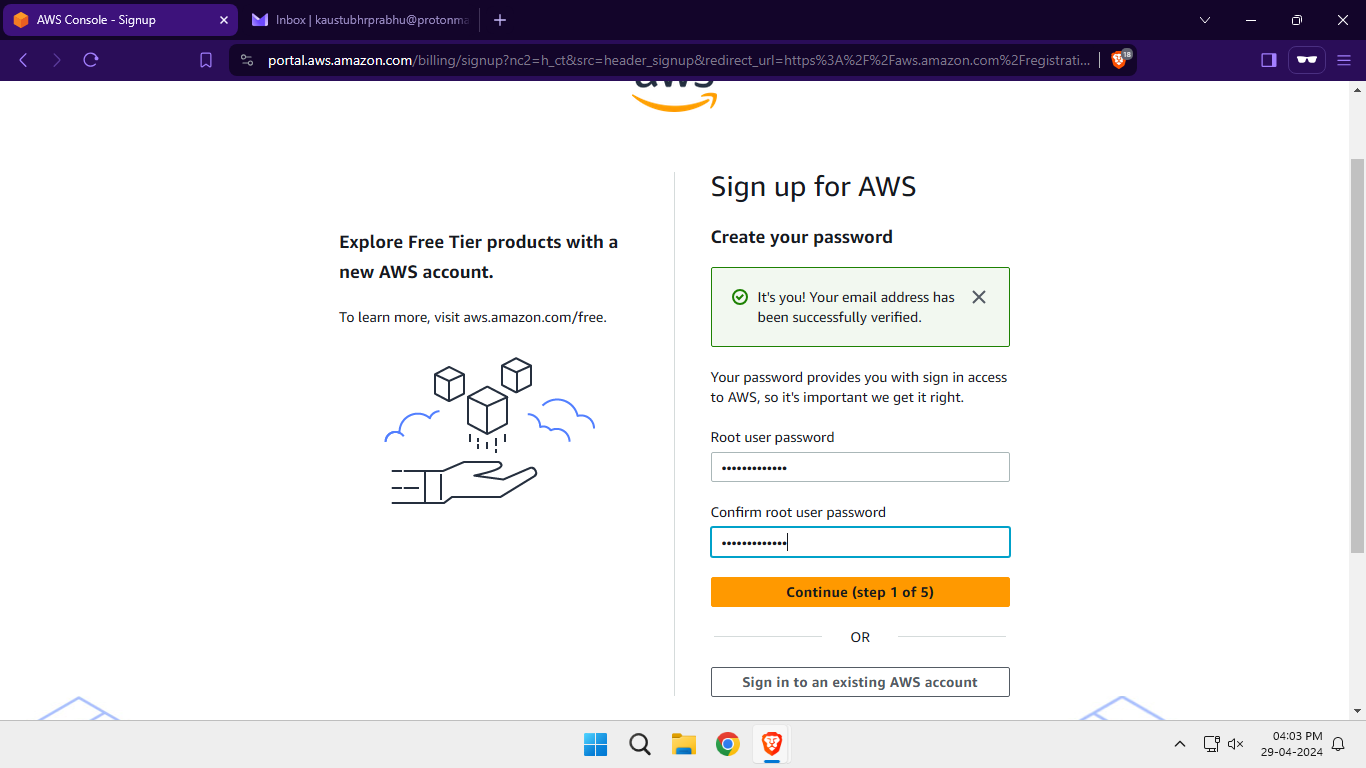 AWS Console - Signup
Inbox | kaustubhrprabhu@protonma
portal.aws.amazon.com/billing/signup?nc2=h_ct&src=header_signup&redirect_url=https%3A%2F%2Faws.amazon.com%2Fregistrati...
18
aws
Sign up for AWS
Explore Free Tier products with a
new AWS account.
To learn more, visit aws.amazon.com/free.
Create your password
It's you! Your email address has
been successfully verified.
Your password provides you with sign in access
to AWS, so it's important we get it right.
Root user password
•••••••••••••
Confirm root user password
•••••••••••••
Continue (step 1 of 5)
OR
Sign in to an existing AWS account
04:03 PM
29-04-2024